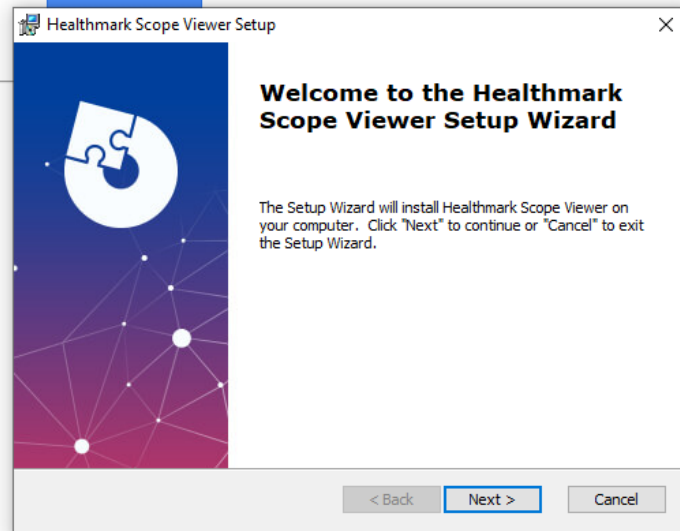 Healthmark Scope Viewer Setup
Welcome to the Healthmark
Scope Viewer Setup Wizard
The Setup Wizard will install Healthmark Scope Viewer on
your computer. Click "Next" to continue or "Cancel" to exit
the Setup Wizard.
< Back
Next >
Cancel